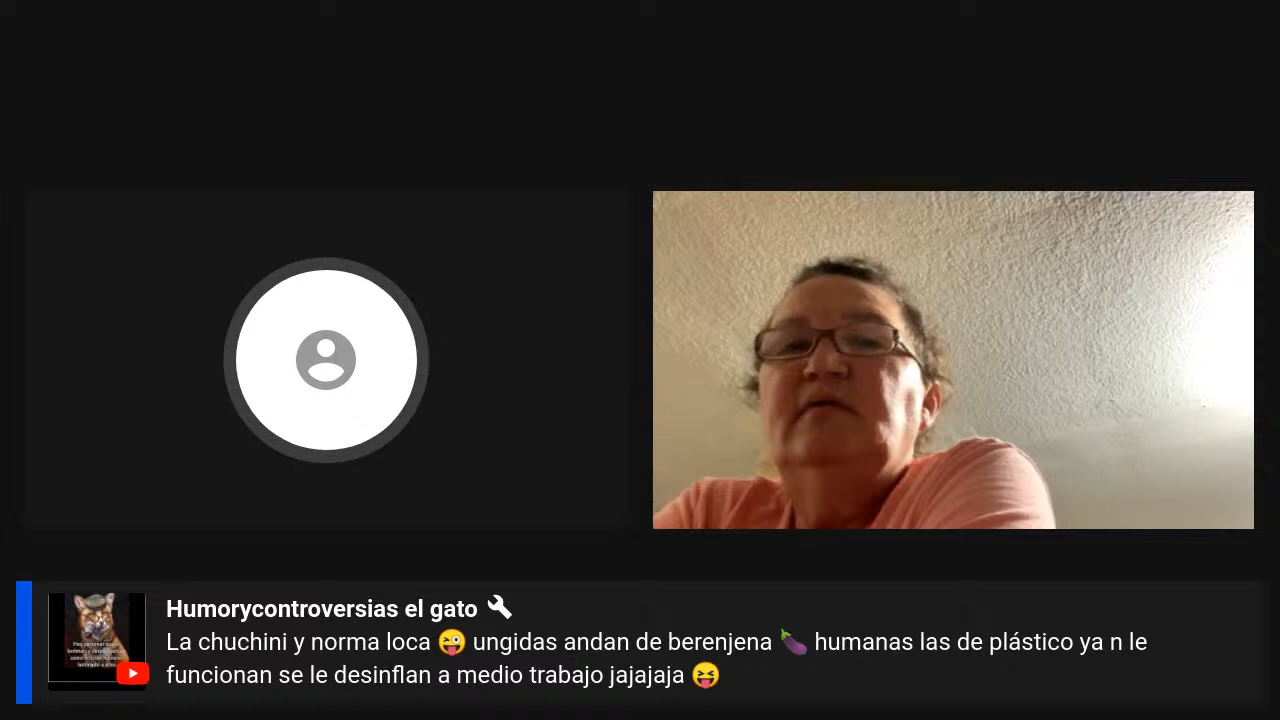 Humorycontroversias el gato
La chuchini y norma loca 😜 ungidas andan de berenjena 🍆 humanas las de plástico ya n le
funcionan se le desinflan a medio trabajo jajajaja 😝